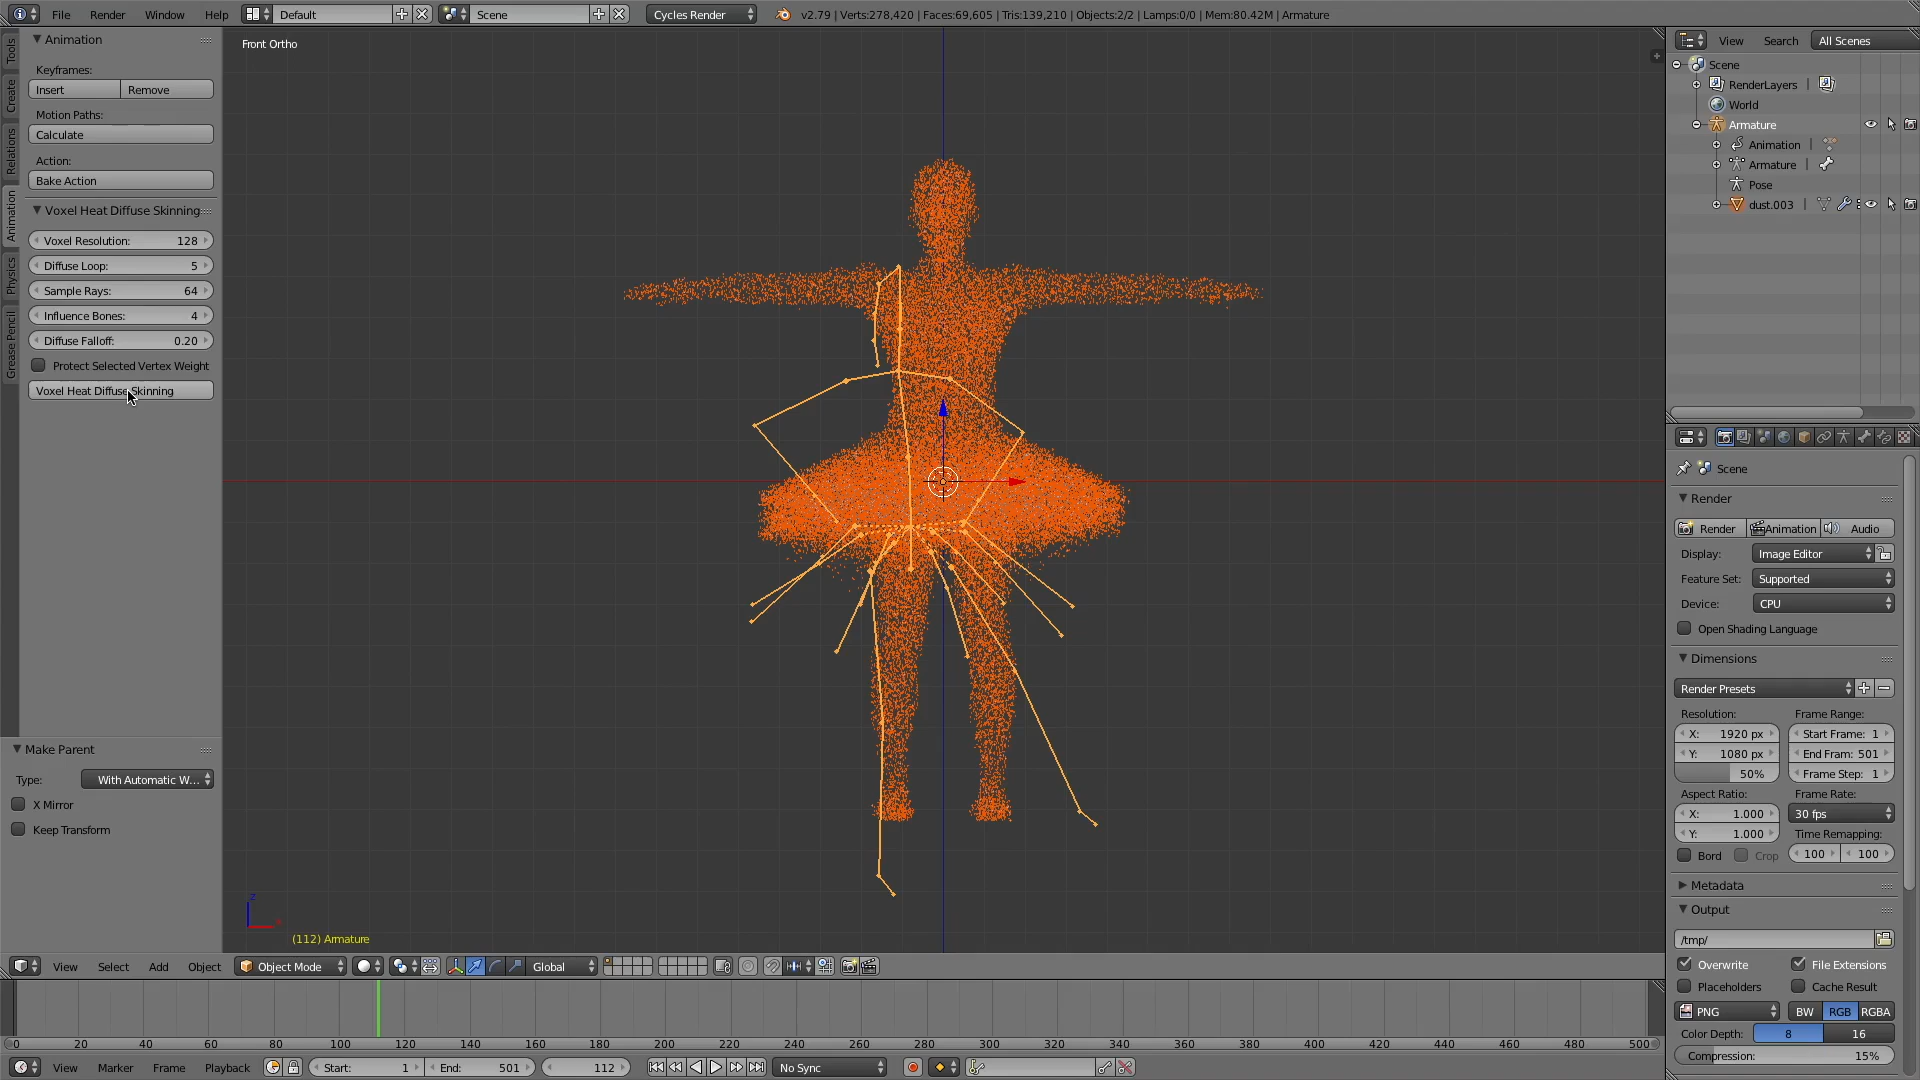 File Render Window Help Default Scene Cycles Render v2.79 | Verts:278,420 | Faces:69,605 | Tris:139,210 | Objects:2/2 | Lamps:0/0 | Mem:80.42M | Armature
Tools
Create
Relations
Animation
Physics
Grease Pencil
Animation
Keyframes:
Insert Remove
Motion Paths:
Calculate
Action:
Bake Action
Voxel Heat Diffuse Skinning
Voxel Resolution: 128
Diffuse Loop: 5
Sample Rays: 64
Influence Bones: 4
Diffuse Falloff: 0.20
Protect Selected Vertex Weight
Voxel Heat Diffuse Skinning
Make Parent
Type: With Automatic W...
X Mirror
Keep Transform
Front Ortho
(112) Armature
View Select Add Object Object Mode Global
0 20 40 60 80 100 120 140 160 180 200 220 240 260 280 300 320 340 360 380 400 420 440 460 480 500
View Marker Frame Playback Start: 1 End: 501 112 No Sync
View Search All Scenes
Scene
RenderLayers
World
Armature
Animation
Armature
Pose
dust.003
Scene
Render
Render Animation Audio
Display: Image Editor
Feature Set: Supported
Device: CPU
Open Shading Language
Dimensions
Render Presets
Resolution: Frame Range:
X: 1920 px Start Frame: 1
Y: 1080 px End Fram: 501
50% Frame Step: 1
Aspect Ratio: Frame Rate:
X: 1.000 30 fps
Y: 1.000 Time Remapping:
Bord Crop 100 100
Metadata
Output
/tmp/
Overwrite File Extensions
Placeholders Cache Result
PNG BW RGB RGBA
Color Depth: 8 16
Compression: 15%